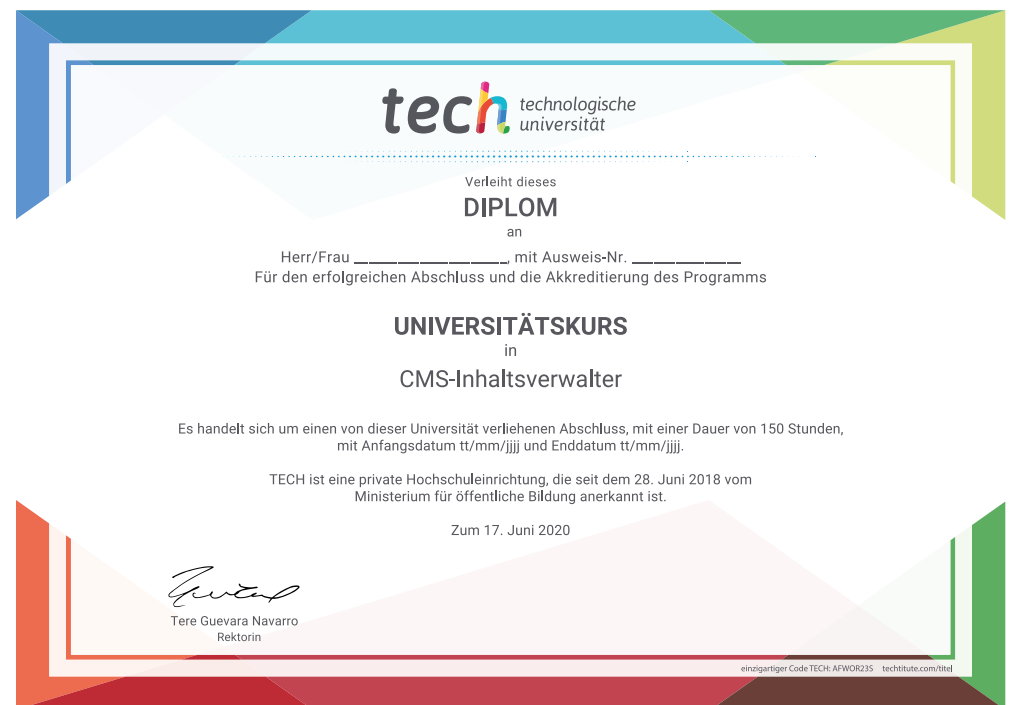 tech technologische
universität
Verleiht dieses
DIPLOM
an
Herr/Frau ____________________, mit Ausweis-Nr. ______________
Für den erfolgreichen Abschluss und die Akkreditierung des Programms
UNIVERSITÄTSKURS
in
CMS-Inhaltsverwalter
Es handelt sich um einen von dieser Universität verliehenen Abschluss, mit einer Dauer von 150 Stunden,
mit Anfangsdatum tt/mm/jjjj und Enddatum tt/mm/jjjj.
TECH ist eine private Hochschuleinrichtung, die seit dem 28. Juni 2018 vom
Ministerium für öffentliche Bildung anerkannt ist.
Zum 17. Juni 2020
Tere Guevara Navarro
Rektorin
einzigartiger Code TECH: AFWOR23S techtitute.com/titel